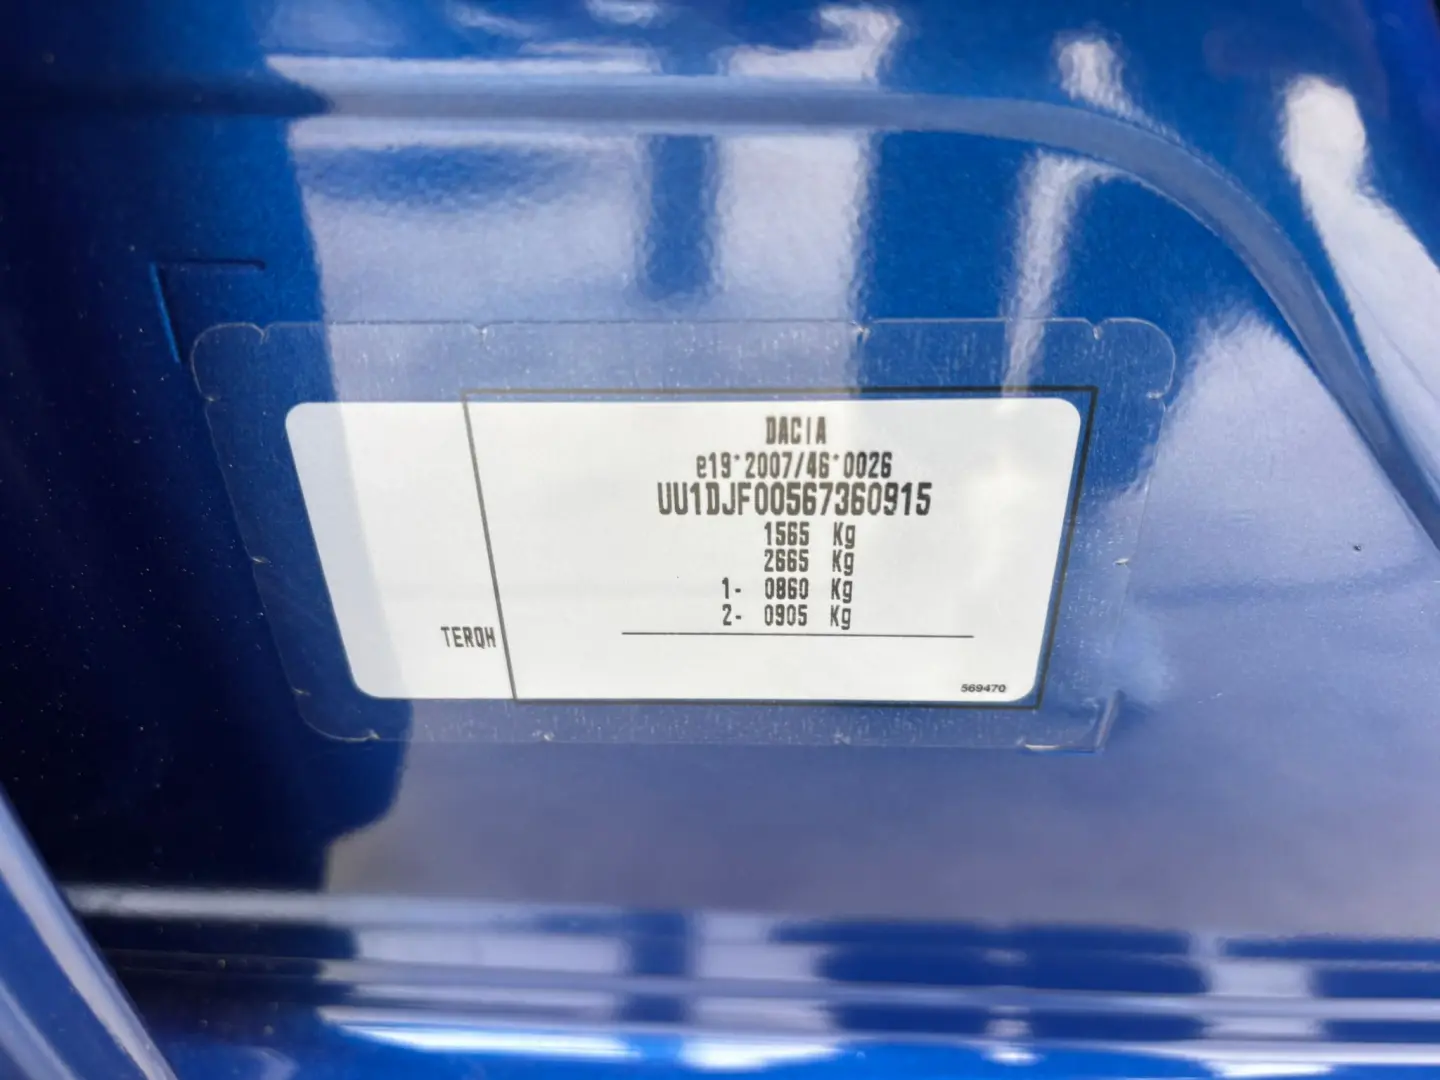 DACIA
e19*2007/46*0026
UU1DJF00567360915
1565 Kg
2665 Kg
1- 0860 Kg
2- 0905 Kg
TERQH
569470